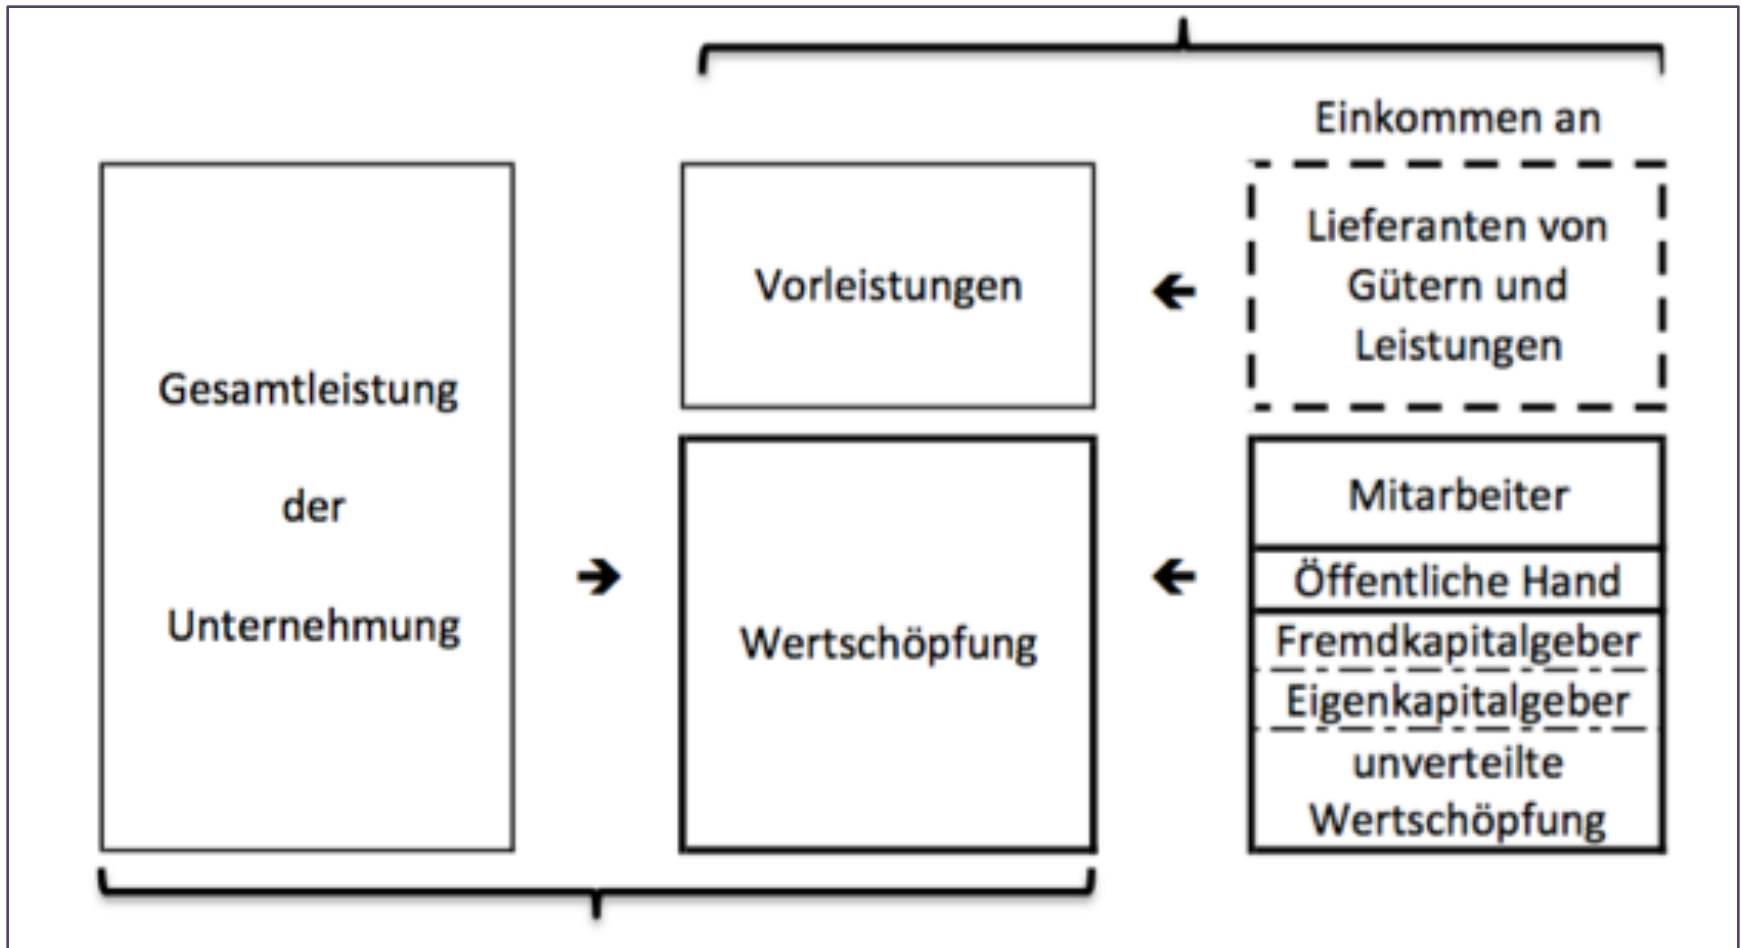 Einkommen an
Gesamtleistung
der
Unternehmung
Vorleistungen
Wertschöpfung
Lieferanten von
Gütern und
Leistungen
Mitarbeiter
Öffentliche Hand
Fremdkapitalgeber
Eigenkapitalgeber
unverteilte
Wertschöpfung